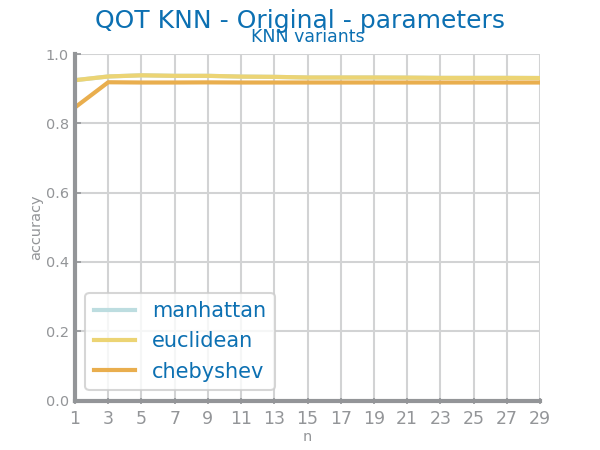 QOT KNN - Original - parameters
KNN variants
1.0
0.8
0.6
0.4
0.2
0.0
accuracy
manhattan
euclidean
chebyshev
1 3 5 7 9 11 13 15 17 19 21 23 25 27 29
n